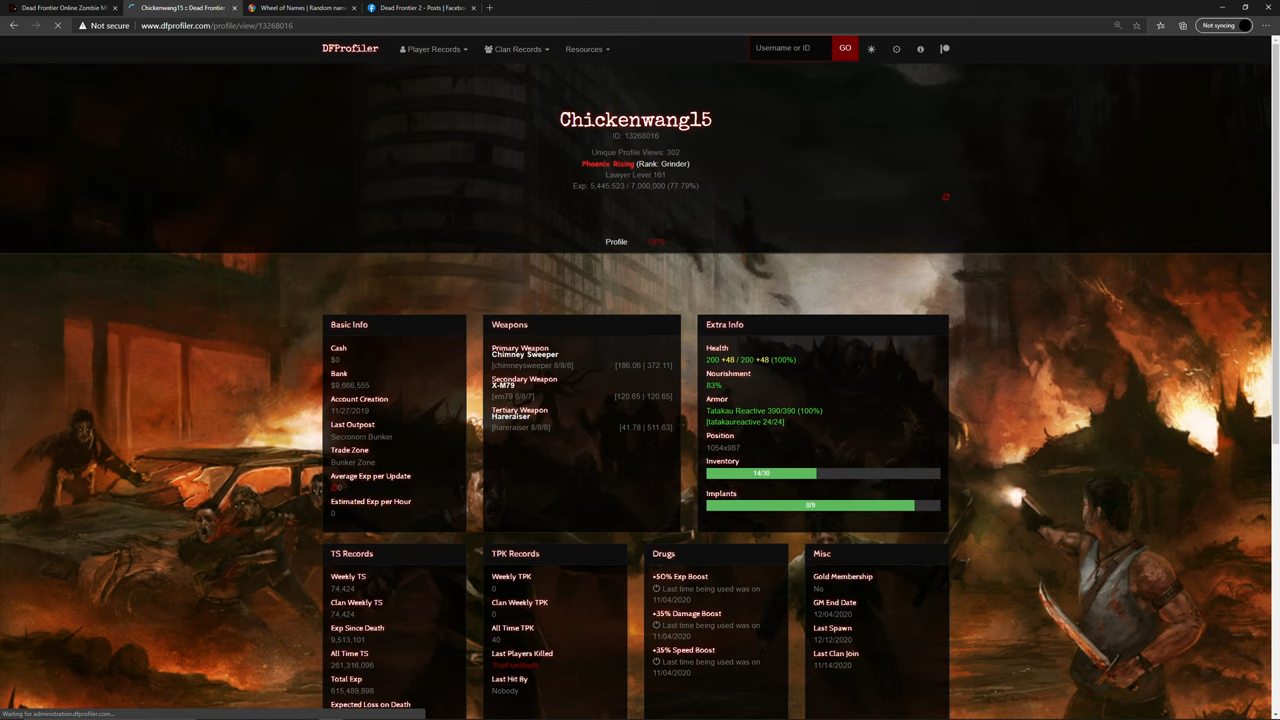 Dead Frontier Online Zombie M
Chickenwang15 :: Dead Frontier
Wheel of Names | Random name
Dead Frontier 2 - Posts | Faceboo
Not secure
www.dfprofiler.com/profile/view/13268016
Not syncing
DFProfiler
Player Records
Clan Records
Resources
Username or ID
GO
Chickenwang15
ID: 13268016
Unique Profile Views: 302
Phoenix Rising (Rank: Grinder)
Lawyer Level 161
Exp. 5,445,523 / 7,000,000 (77.79%)
Profile
Basic Info
Cash
$0
Bank
$9,666,555
Account Creation
11/27/2019
Last Outpost
Secronom Bunker
Trade Zone
Bunker Zone
Average Exp per Update
0
Estimated Exp per Hour
0
Weapons
Primary Weapon
Chimney Sweeper
[chimneysweeper 8/8/8] [186.06 | 372.11]
Secondary Weapon
X-M79
[xm79 8/8/7] [120.65 | 120.65]
Tertiary Weapon
Hareraiser
[hareraiser 8/8/8] [41.78 | 511.63]
Extra Info
Health
200 +48 / 200 +48 (100%)
Nourishment
83%
Armor
Tatakau Reactive 390/390 (100%)
[tatakaureactive 24/24]
Position
1054x987
Inventory
14/30
Implants
8/9
TS Records
Weekly TS
74,424
Clan Weekly TS
74,424
Exp Since Death
9,513,101
All Time TS
261,316,096
Total Exp
615,489,898
Expected Loss on Death
TPK Records
Weekly TPK
0
Clan Weekly TPK
0
All Time TPK
40
Last Players Killed
ThePunShells
Last Hit By
Nobody
Drugs
+50% Exp Boost
Last time being used was on
11/04/2020
+35% Damage Boost
Last time being used was on
11/04/2020
+35% Speed Boost
Last time being used was on
11/04/2020
Misc
Gold Membership
No
GM End Date
12/04/2020
Last Spawn
12/12/2020
Last Clan Join
11/14/2020
Waiting for administration.dfprofiler.com...